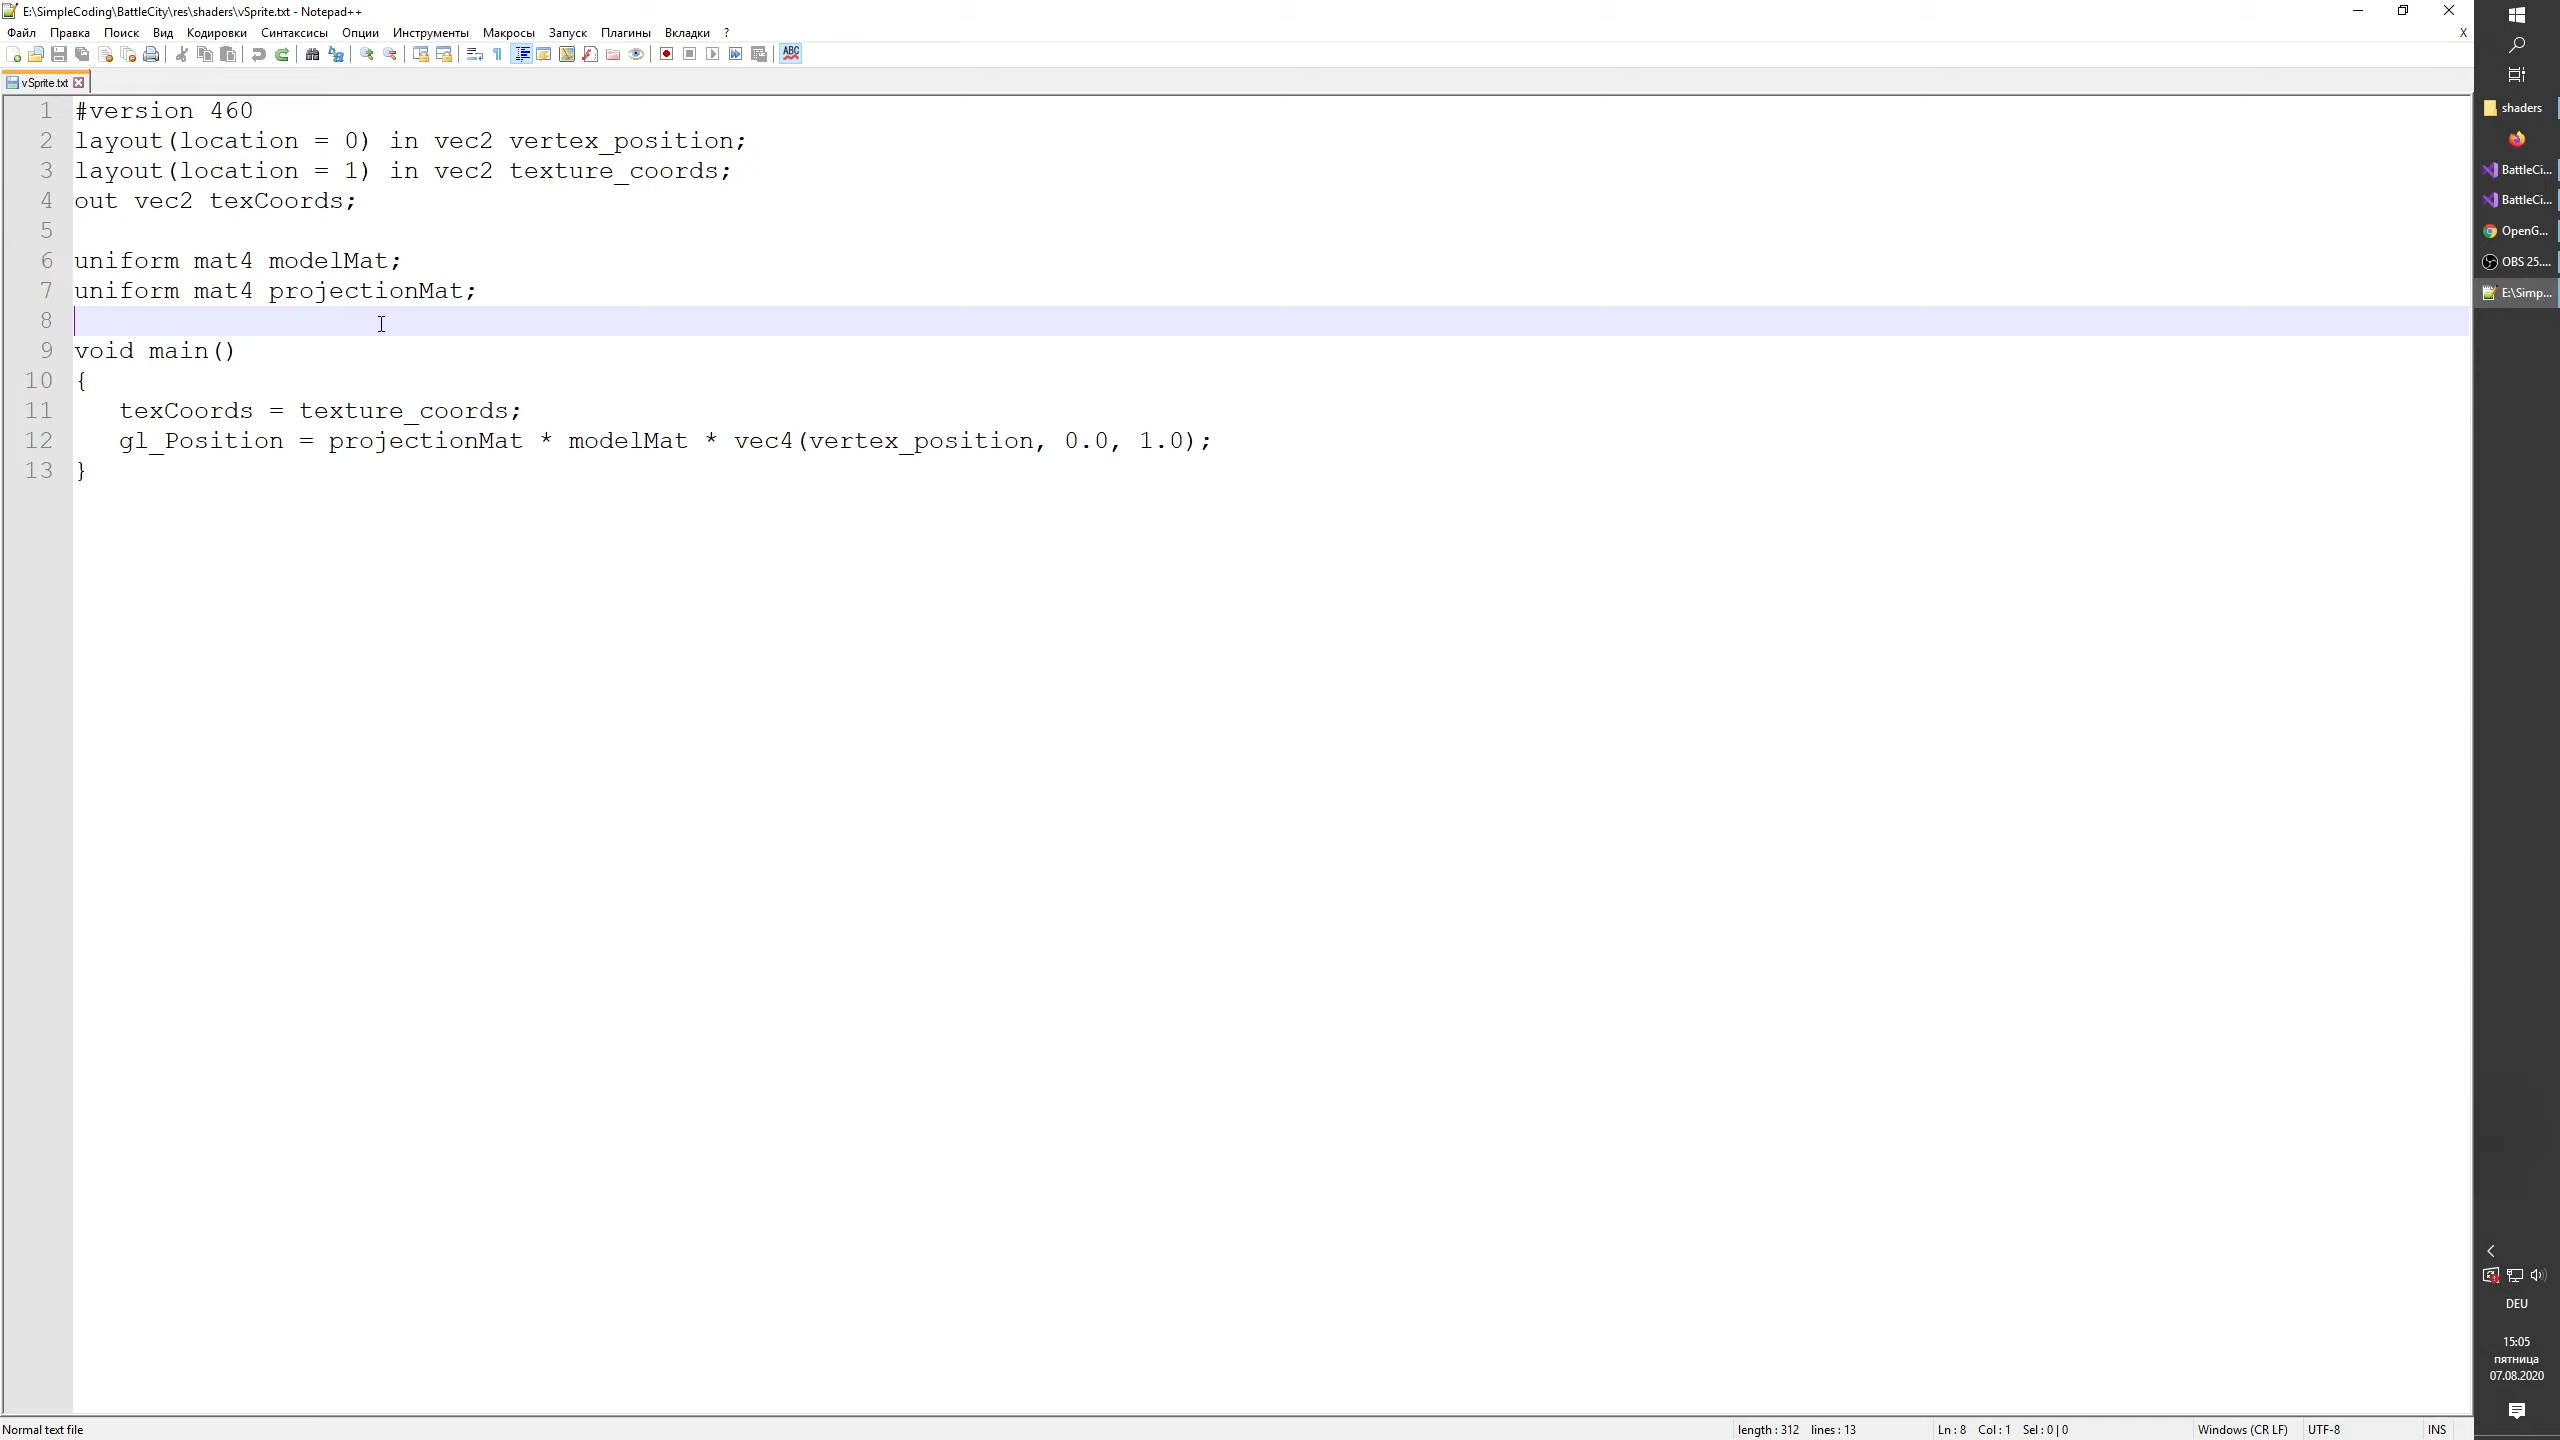 E:\SimpleCoding\BattleCity\res\shaders\vSprite.txt - Notepad++
Файл Правка Поиск Вид Кодировки Синтаксисы Опции Инструменты Макросы Запуск Плагины Вкладки ? X
ABC
vSprite.txt
1 #version 460
2 layout(location = 0) in vec2 vertex_position;
3 layout(location = 1) in vec2 texture_coords;
4 out vec2 texCoords;
5
6 uniform mat4 modelMat;
7 uniform mat4 projectionMat;
8
9 void main()
10 {
11 texCoords = texture_coords;
12 gl_Position = projectionMat * modelMat * vec4(vertex_position, 0.0, 1.0);
13 }
shaders
BattleCi...
BattleCi...
OpenG...
OBS 25....
E:\Simp...
DEU
15:05
пятница
07.08.2020
Normal text file length : 312 lines : 13 Ln : 8 Col : 1 Sel : 0 | 0 Windows (CR LF) UTF-8 INS